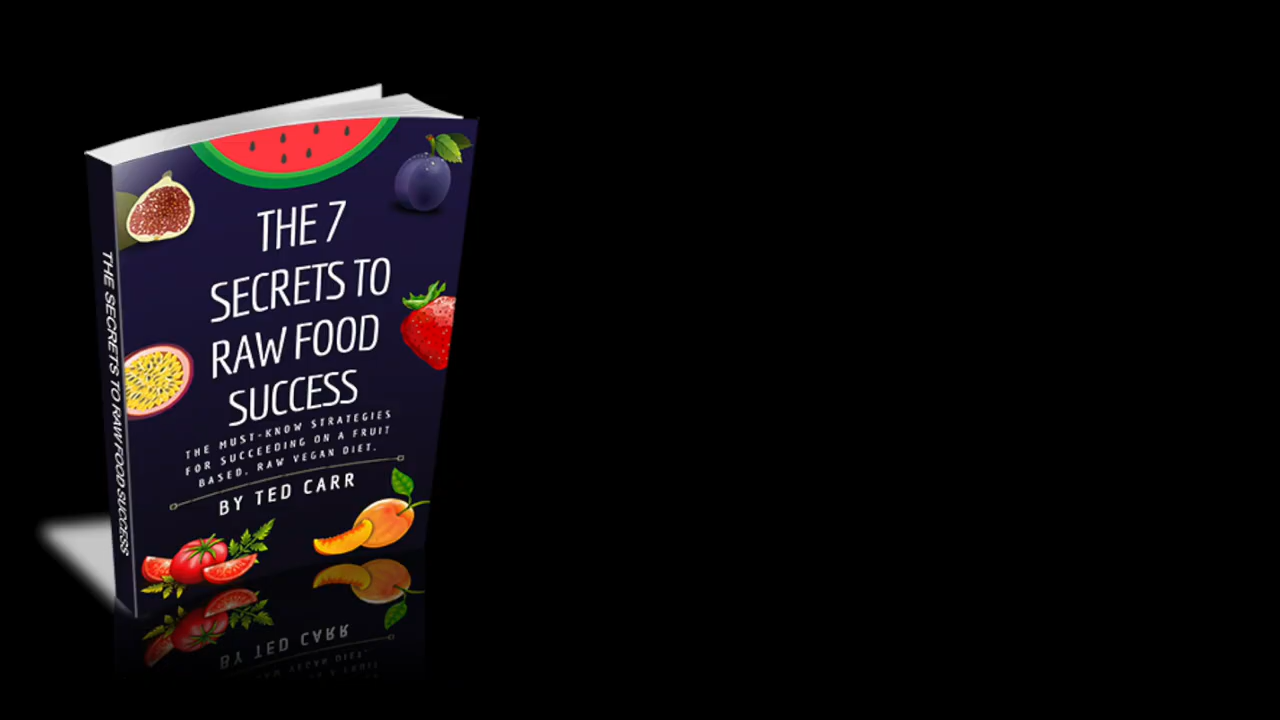 THE 7
SECRETS TO
RAW FOOD
SUCCESS
THE MUST-KNOW STRATEGIES
FOR SUCCEEDING ON A FRUIT
BASED, RAW VEGAN DIET.
BY TED CARR
THE SECRETS TO RAW FOOD SUCCESS